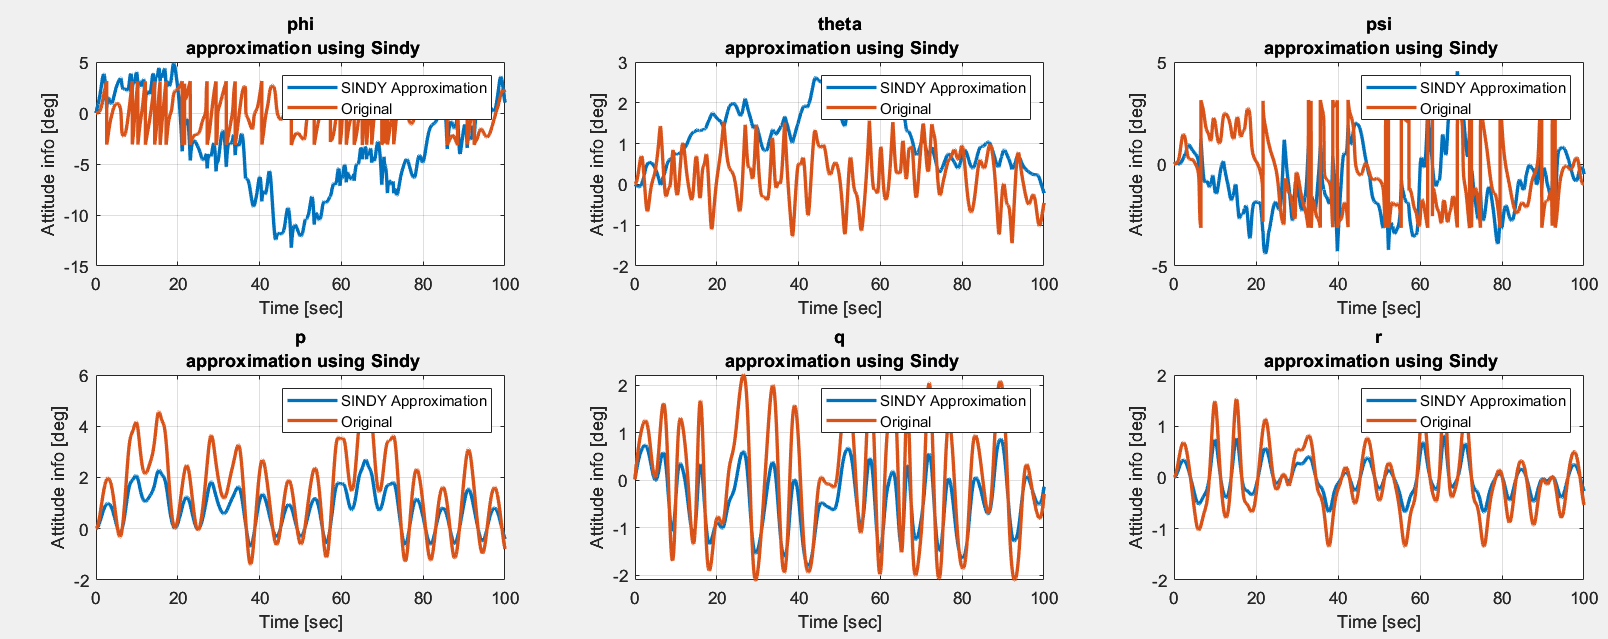 phi
approximation using Sindy
5
0
-5
-10
-15
Attitude info [deg]
SINDY Approximation
Original
0
20
40
60
80
100
Time [sec]
theta
approximation using Sindy
3
2
1
0
-1
-2
Attitude info [deg]
SINDY Approximation
Original
0
20
40
60
80
100
Time [sec]
psi
approximation using Sindy
5
0
-5
Attitude info [deg]
SINDY Approximation
Original
0
20
40
60
80
100
Time [sec]
p
approximation using Sindy
6
4
2
0
-2
Attitude info [deg]
SINDY Approximation
Original
0
20
40
60
80
100
Time [sec]
q
approximation using Sindy
2
1
0
-1
-2
Attitude info [deg]
SINDY Approximation
Original
0
20
40
60
80
100
Time [sec]
r
approximation using Sindy
2
1
0
-1
-2
Attitude info [deg]
SINDY Approximation
Original
0
20
40
60
80
100
Time [sec]